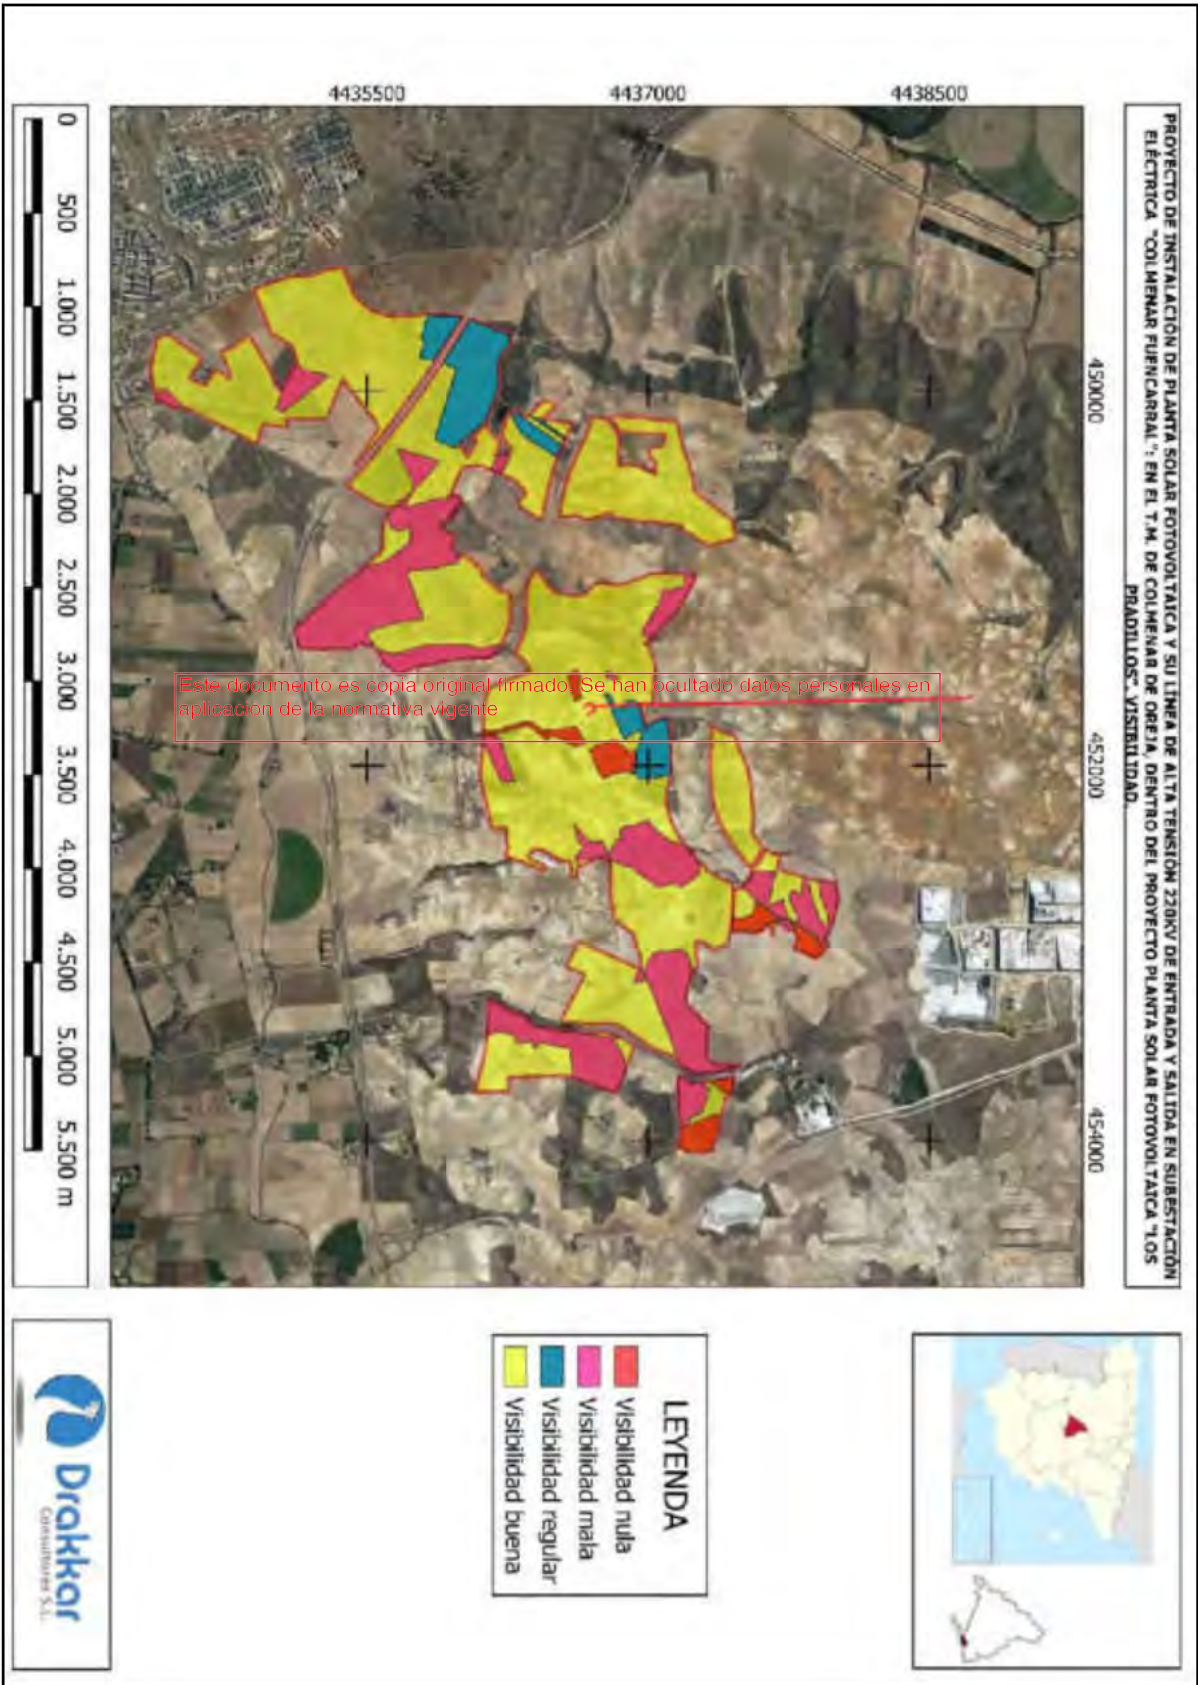 PROYECTO DE INSTALACIÓN DE PLANTA SOLAR FOTOVOLTAICA Y SU LÍNEA DE ALTA TENSIÓN 220KV DE ENTRADA Y SALIDA EN SUBESTACIÓN
ELÉCTRICA "COLMENAR FUENCARRAL": EN EL T.M. DE COLMENAR DE OREJA, DENTRO DEL PROYECTO PLANTA SOLAR FOTOVOLTAICA "LOS
PRADILLOS". VISIBILIDAD.
450000
452000
454000
4438500
4437000
4435500
Este documento es copia original firmado. Se han ocultado datos personales en
aplicación de la normativa vigente
0
500
1.000
1.500
2.000
2.500
3.000
3.500
4.000
4.500
5.000
5.500 m
LEYENDA
Visibilidad nula
Visibilidad mala
Visibilidad regular
Visibilidad buena
Drakkar
Consultores S.L.